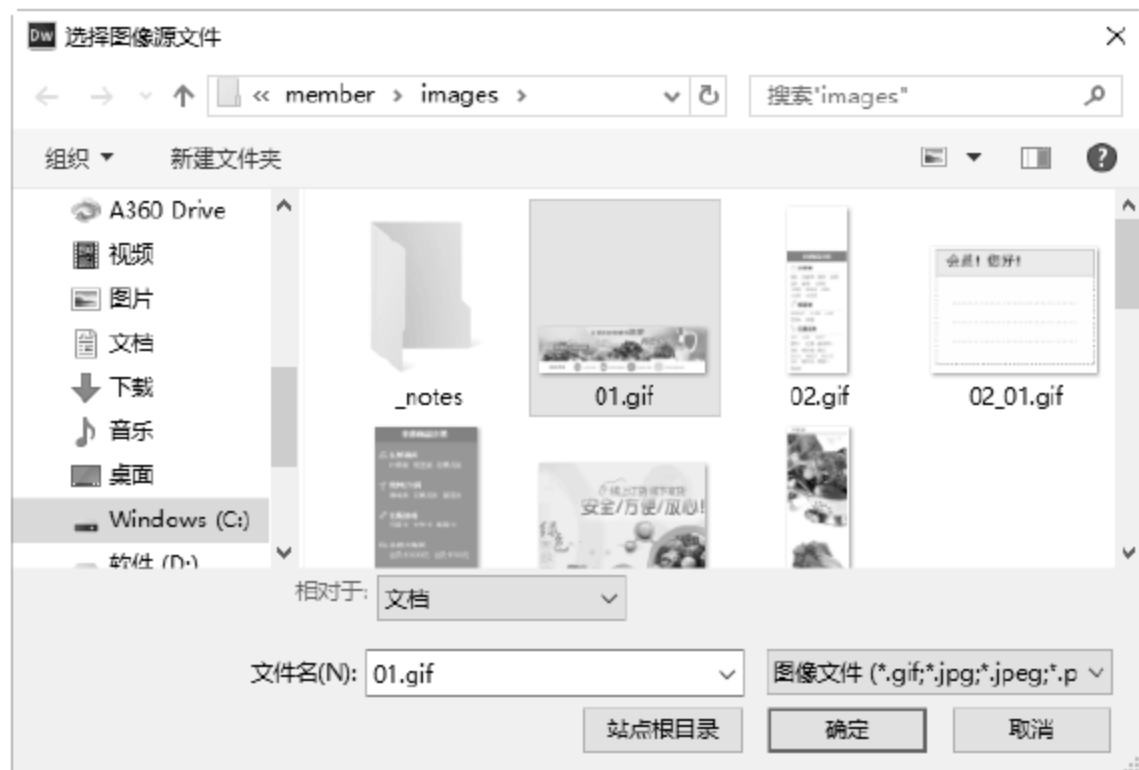 Dw 选择图像源文件
« member › images ›
搜索"images"
组织
新建文件夹
A360 Drive
视频
图片
文档
下载
音乐
桌面
Windows (C:)
软件 (D:)
_notes
01.gif
02.gif
02_01.gif
会员！您好！
安全/方便/放心!
相对于:
文档
文件名(N):
01.gif
图像文件 (*.gif;*.jpg;*.jpeg;*.p
站点根目录
确定
取消